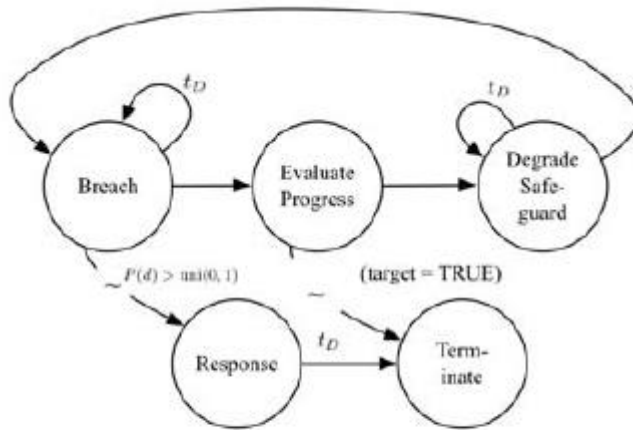 t_D
t_D
Breach
Evaluate
Progress
Degrade
Safe-
guard
~
P(d) > uni(0, 1)
~
(target = TRUE)
Response
t_D
Term-
inate